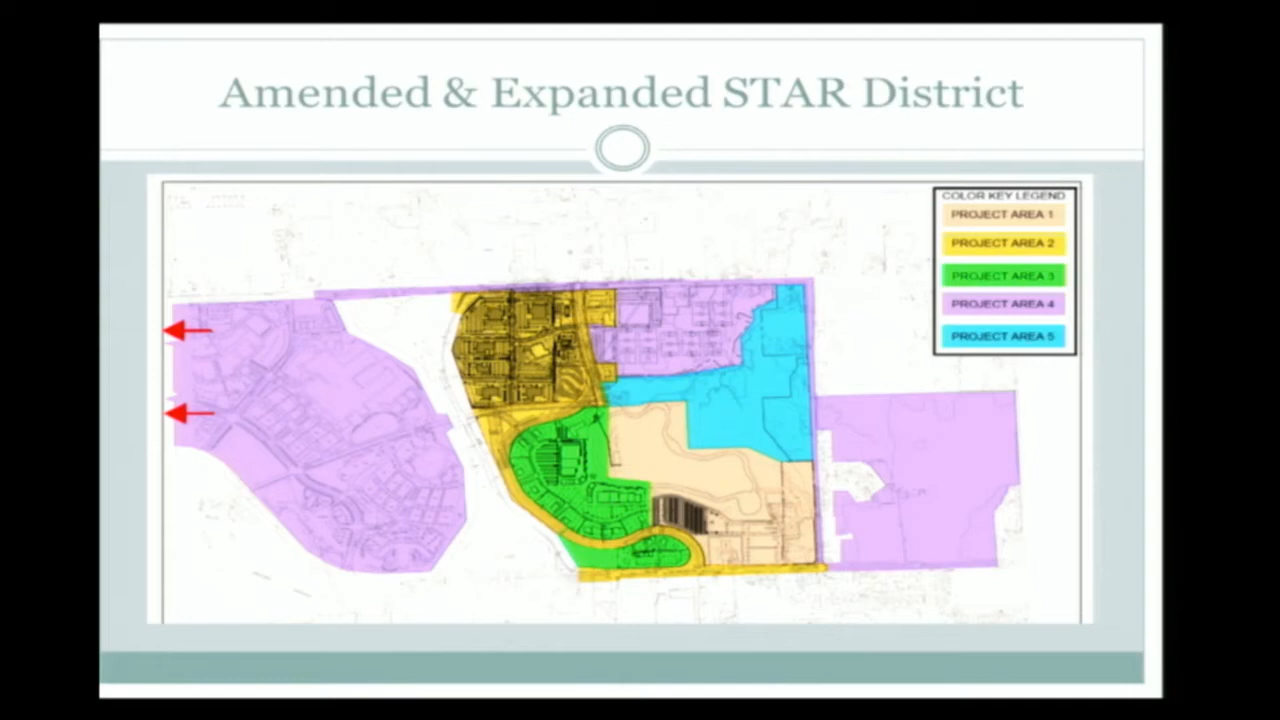 Amended & Expanded STAR District
COLOR KEY LEGEND
PROJECT AREA 1
PROJECT AREA 2
PROJECT AREA 3
PROJECT AREA 4
PROJECT AREA 5